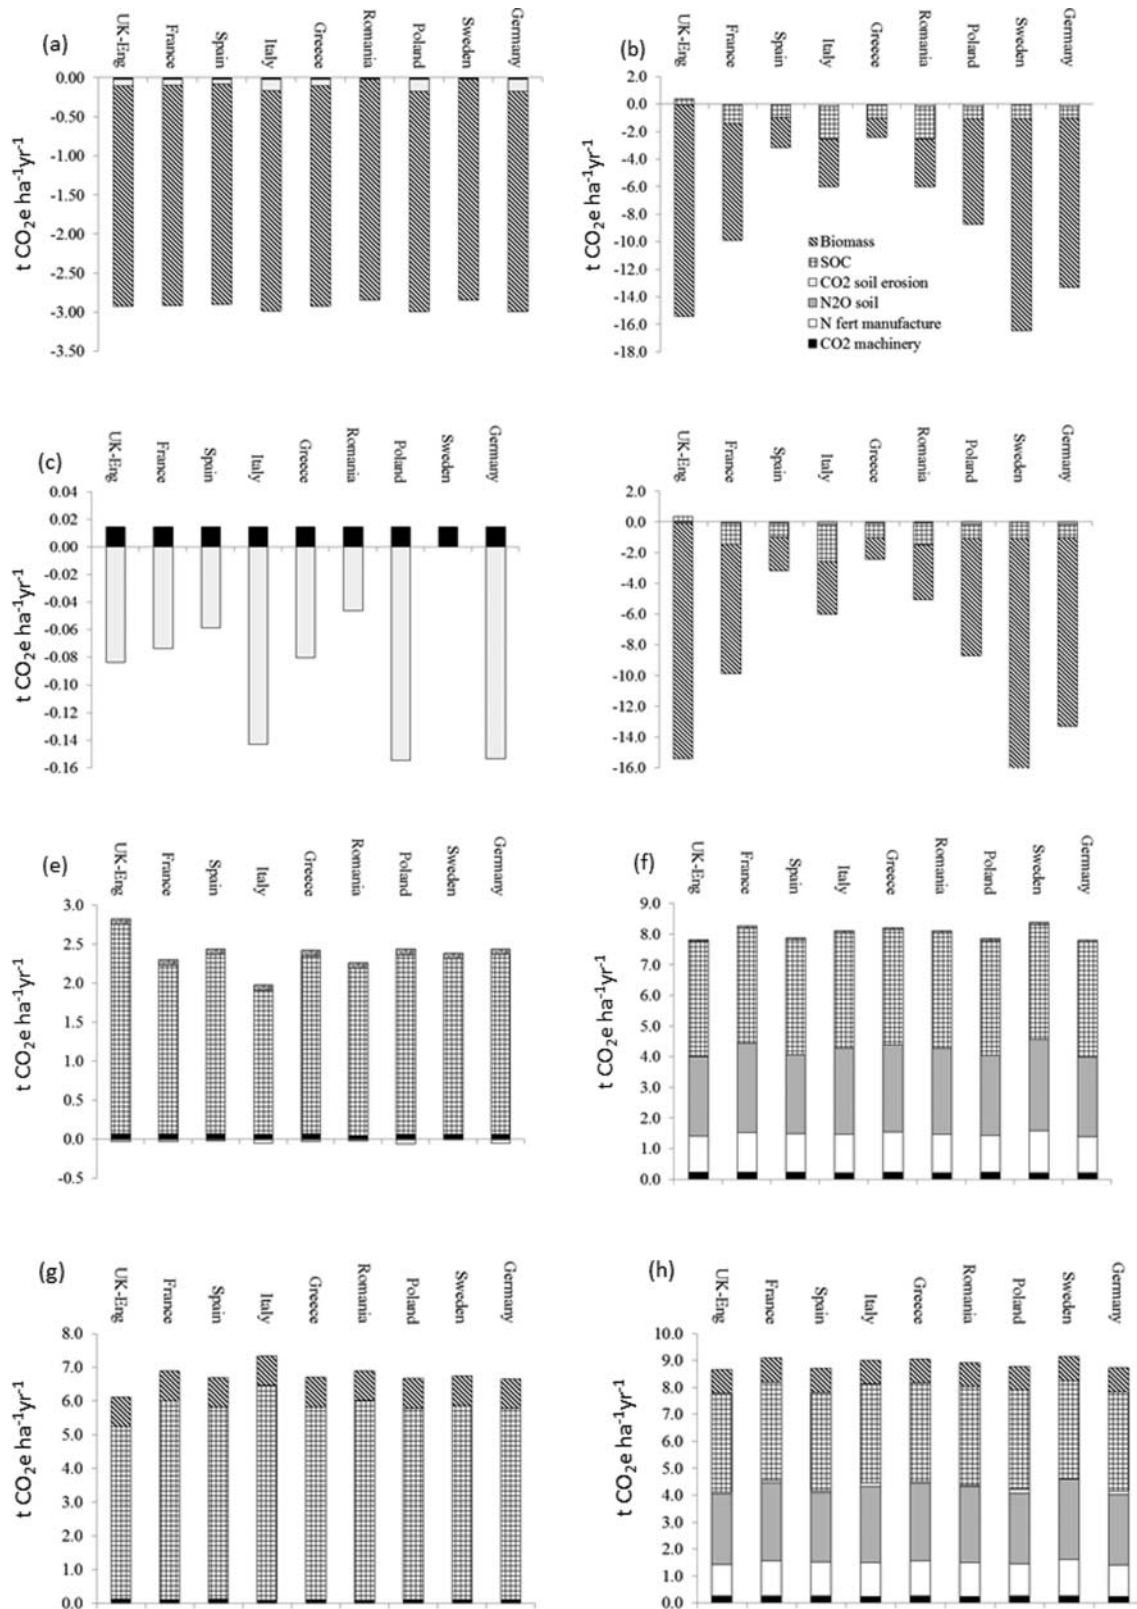 (a)
UK-Eng France Spain Italy Greece Romania Poland Sweden Germany
0.00
-0.50
-1.00
-1.50
-2.00
-2.50
-3.00
-3.50
t CO2e ha-1yr-1
(b)
UK-Eng France Spain Italy Greece Romania Poland Sweden Germany
2.0
0.0
-2.0
-4.0
-6.0
-8.0
-10.0
-12.0
-14.0
-16.0
-18.0
t CO2e ha-1yr-1
Biomass
SOC
CO2 soil erosion
N2O soil
N fert manufacture
CO2 machinery
(c)
UK-Eng France Spain Italy Greece Romania Poland Sweden Germany
0.04
0.02
0.00
-0.02
-0.04
-0.06
-0.08
-0.10
-0.12
-0.14
-0.16
t CO2e ha-1yr-1
UK-Eng France Spain Italy Greece Romania Poland Sweden Germany
2.0
0.0
-2.0
-4.0
-6.0
-8.0
-10.0
-12.0
-14.0
-16.0
(e)
UK-Eng France Spain Italy Greece Romania Poland Sweden Germany
3.0
2.5
2.0
1.5
1.0
0.5
0.0
-0.5
t CO2e ha-1yr-1
(f)
UK-Eng France Spain Italy Greece Romania Poland Sweden Germany
9.0
8.0
7.0
6.0
5.0
4.0
3.0
2.0
1.0
0.0
t CO2e ha-1yr-1
(g)
UK-Eng France Spain Italy Greece Romania Poland Sweden Germany
8.0
7.0
6.0
5.0
4.0
3.0
2.0
1.0
0.0
t CO2e ha-1yr-1
(h)
UK-Eng France Spain Italy Greece Romania Poland Sweden Germany
10.0
9.0
8.0
7.0
6.0
5.0
4.0
3.0
2.0
1.0
0.0
t CO2e ha-1yr-1